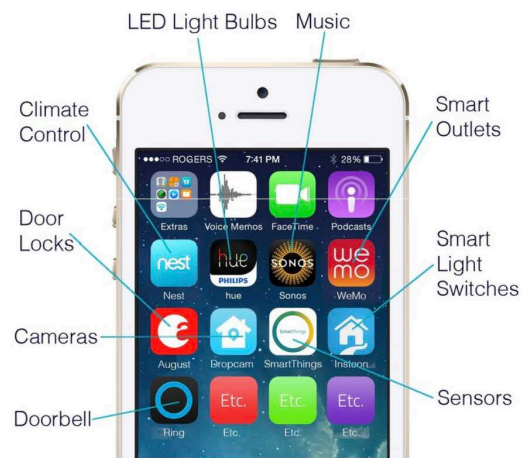 LED Light Bulbs Music
Climate
Control
Smart
Outlets
ROGERS 7:41 PM 28%
Extras Voice Memos FaceTime Podcasts
Door
Locks
nest hue PHILIPS SONOS we mo
Nest hue Sonos WeMo
Smart
Light
Switches
Cameras
a SmartThings
August Dropcam SmartThings Insteon
Doorbell
Sensors
Etc. Etc. Etc.
Ring Etc. Etc. Etc.